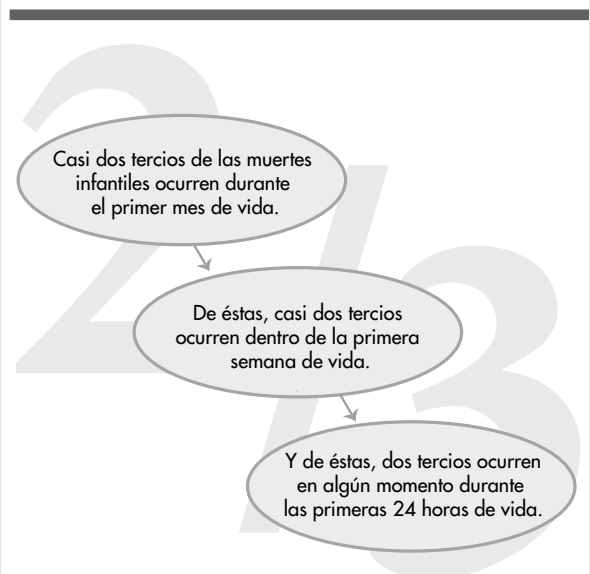 2/3
Casi dos tercios de las muertes
infantiles ocurren durante
el primer mes de vida.
De éstas, casi dos tercios
ocurren dentro de la primera
semana de vida.
Y de éstas, dos tercios ocurren
en algún momento durante
las primeras 24 horas de vida.